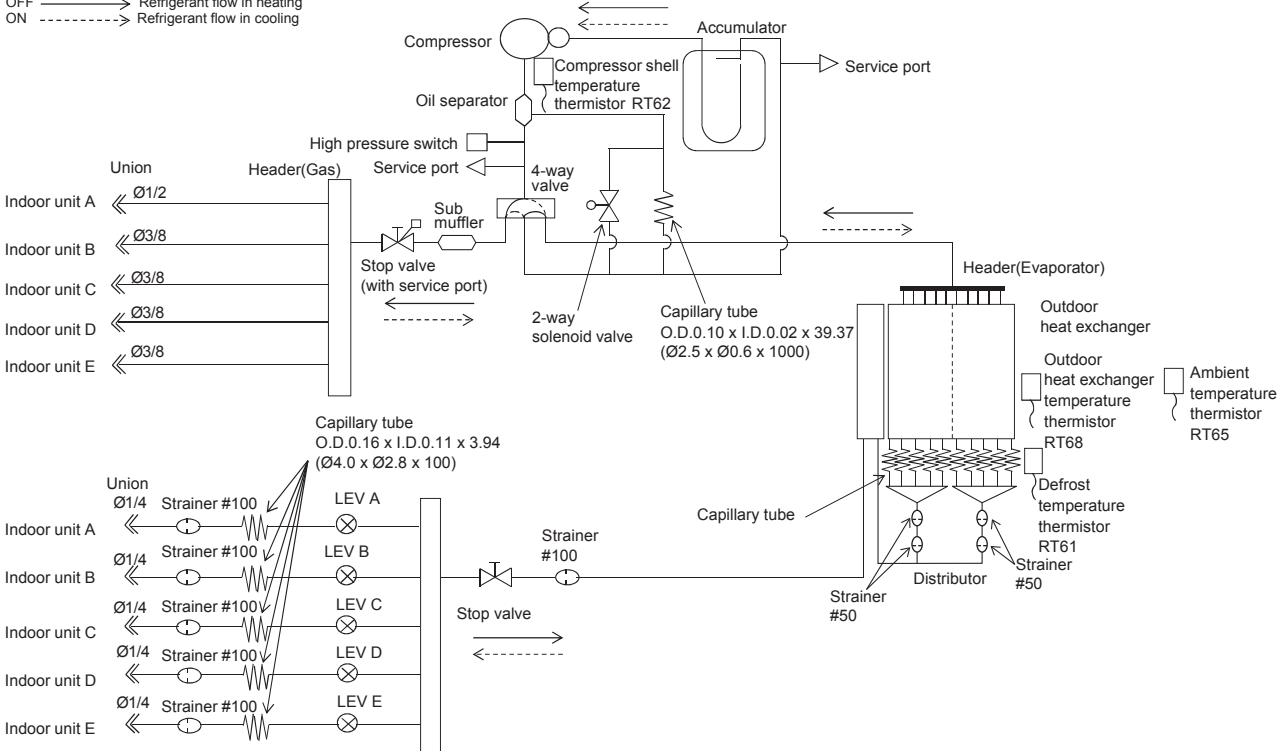 OFF Refrigerant flow in heating
ON Refrigerant flow in cooling
Compressor
Accumulator
Service port
Compressor shell
temperature
thermistor RT62
Oil separator
High pressure switch
Service port
4-way
valve
Union
Header(Gas)
Indoor unit A
Ø1/2
Indoor unit B
Ø3/8
Indoor unit C
Ø3/8
Indoor unit D
Ø3/8
Indoor unit E
Ø3/8
Sub
muffler
Stop valve
(with service port)
2-way
solenoid valve
Capillary tube
O.D.0.10 x I.D.0.02 x 39.37
(Ø2.5 x Ø0.6 x 1000)
Header(Evaporator)
Outdoor
heat exchanger
Outdoor
heat exchanger
temperature
thermistor
RT68
Ambient
temperature
thermistor
RT65
Capillary tube
O.D.0.16 x I.D.0.11 x 3.94
(Ø4.0 x Ø2.8 x 100)
Union
Ø1/4
Strainer #100
LEV A
Indoor unit A
Ø1/4
Strainer #100
LEV B
Indoor unit B
Ø1/4
Strainer #100
LEV C
Indoor unit C
Ø1/4
Strainer #100
LEV D
Indoor unit D
Ø1/4
Strainer #100
LEV E
Indoor unit E
Stop valve
Strainer
#100
Capillary tube
Defrost
temperature
thermistor
RT61
Distributor
Strainer
#50
Strainer
#50